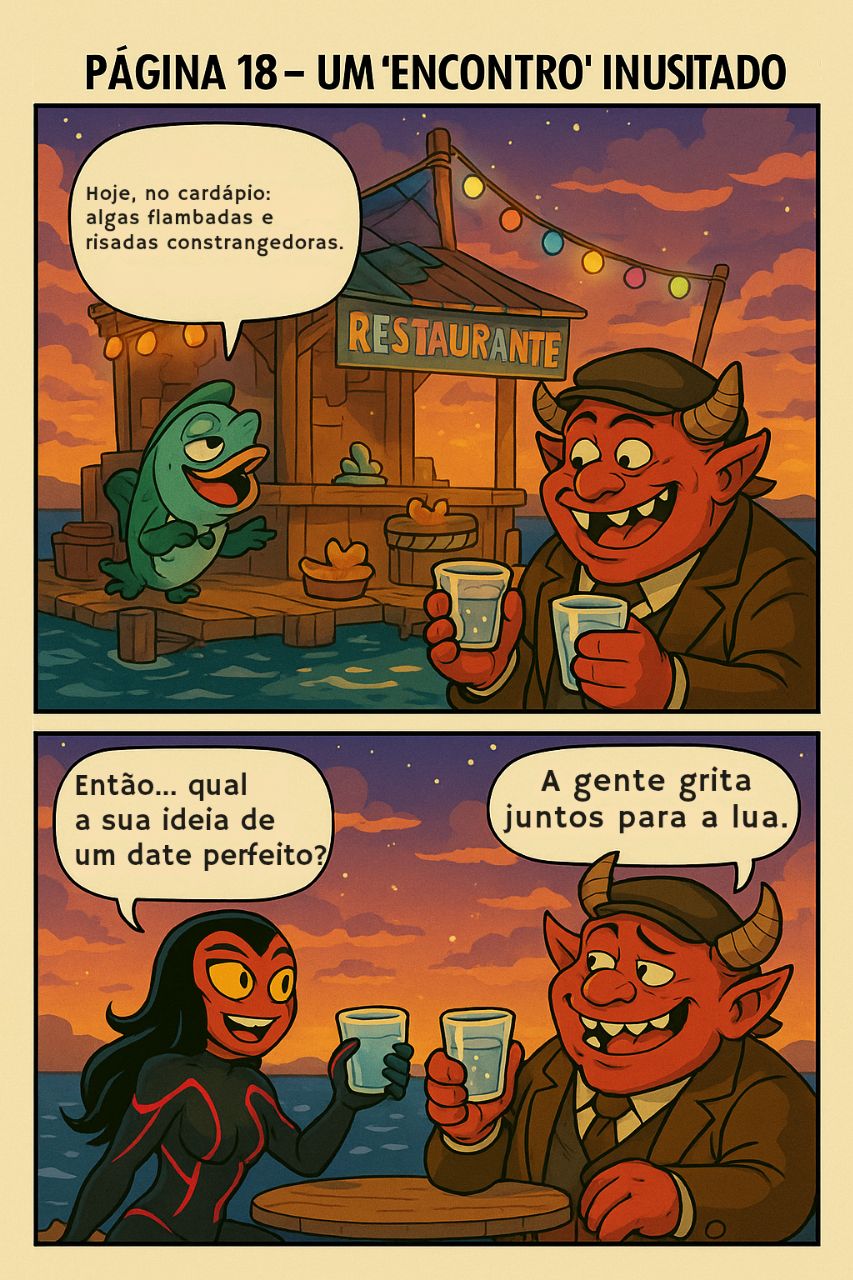 PÁGINA 18 – UM 'ENCONTRO' INUSITADO
Hoje, no cardápio:
algas flambadas e
risadas constrangedoras.
RESTAURANTE
Então... qual
a sua ideia de
um date perfeito?
A gente grita
juntos para a lua.